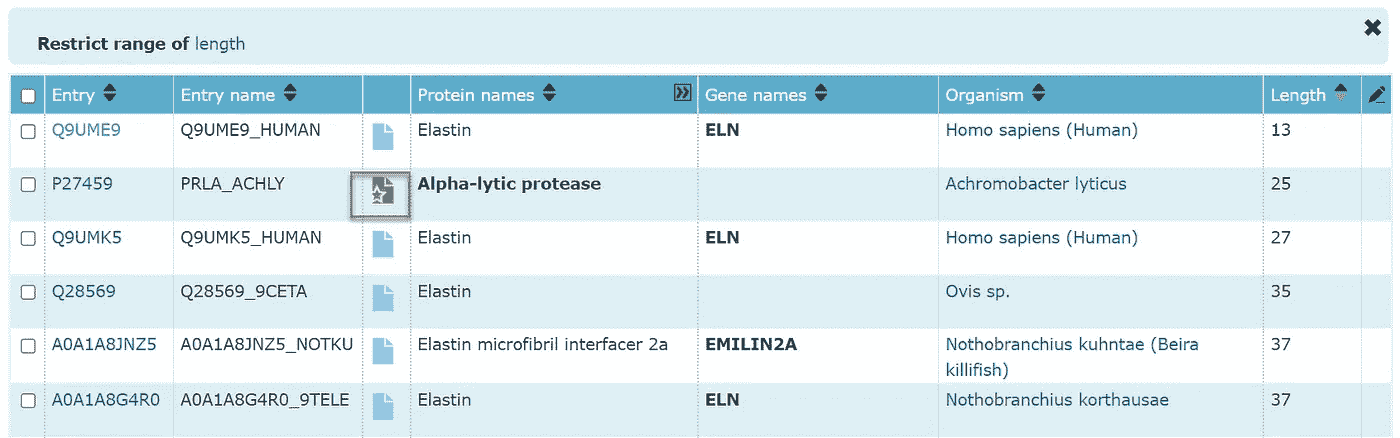 Restrict range of length
Entry Entry name Protein names Gene names Organism Length
Q9UME9 Q9UME9_HUMAN Elastin ELN Homo sapiens (Human) 13
P27459 PRLA_ACHLY Alpha-lytic protease Achromobacter lyticus 25
Q9UMK5 Q9UMK5_HUMAN Elastin ELN Homo sapiens (Human) 27
Q28569 Q28569_9CETA Elastin Ovis sp. 35
A0A1A8JNZ5 A0A1A8JNZ5_NOTKU Elastin microfibril interfacer 2a EMILIN2A Nothobranchius kuhntae (Beira 37
killifish)
A0A1A8G4R0 A0A1A8G4R0_9TELE Elastin ELN Nothobranchius korthausae 37